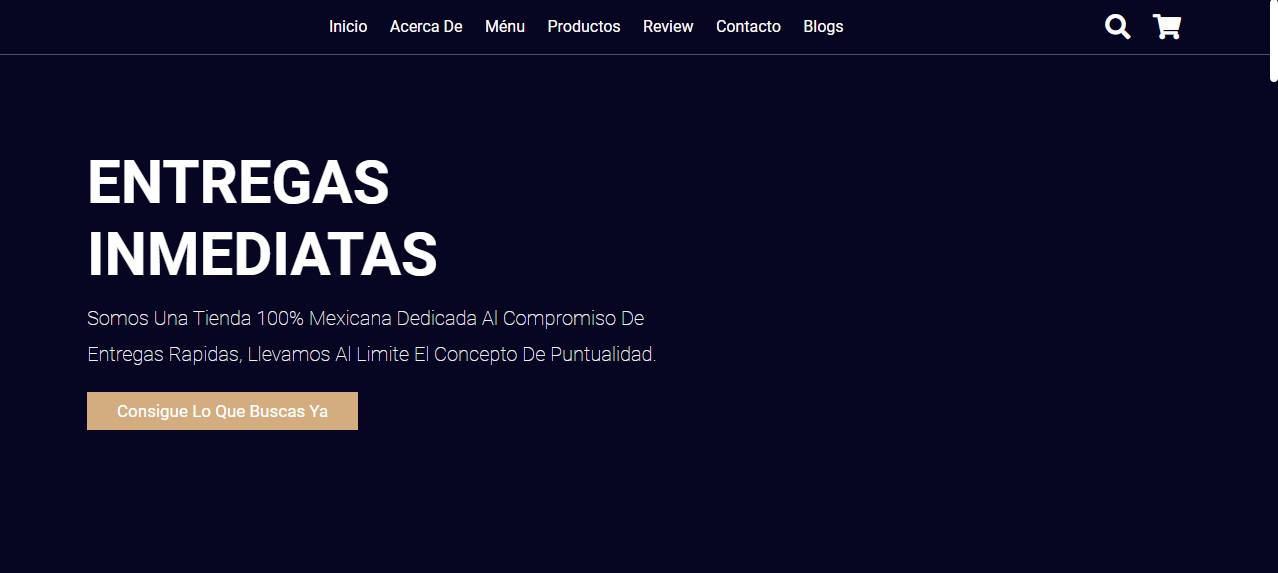 Inicio Acerca De Ménu Productos Review Contacto Blogs
ENTREGAS
INMEDIATAS
Somos Una Tienda 100% Mexicana Dedicada Al Compromiso De
Entregas Rapidas, Llevamos Al Limite El Concepto De Puntualidad.
Consigue Lo Que Buscas Ya